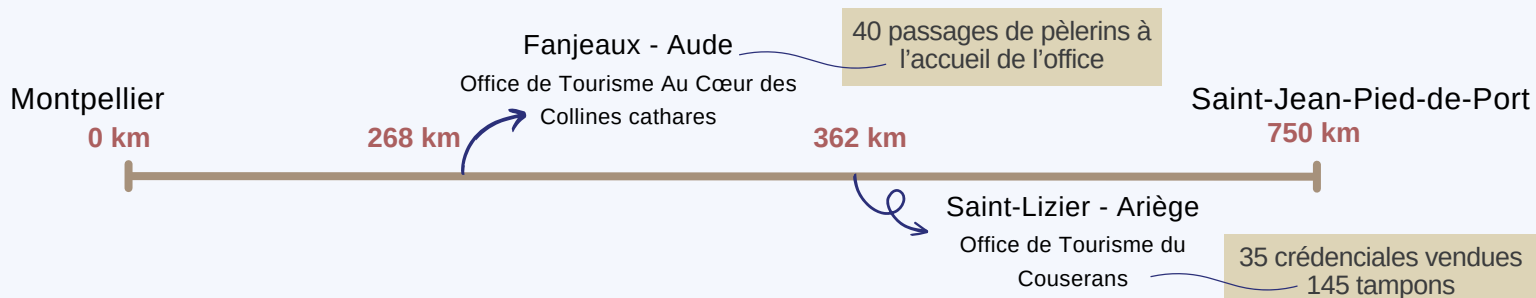 40 passages de pèlerins à
l’accueil de l’office
Fanjeaux - Aude
Office de Tourisme Au Cœur des
Collines cathares
Montpellier
0 km
268 km
362 km
Saint-Jean-Pied-de-Port
750 km
Saint-Lizier - Ariège
Office de Tourisme du
Couserans
35 crédenciales vendues
145 tampons